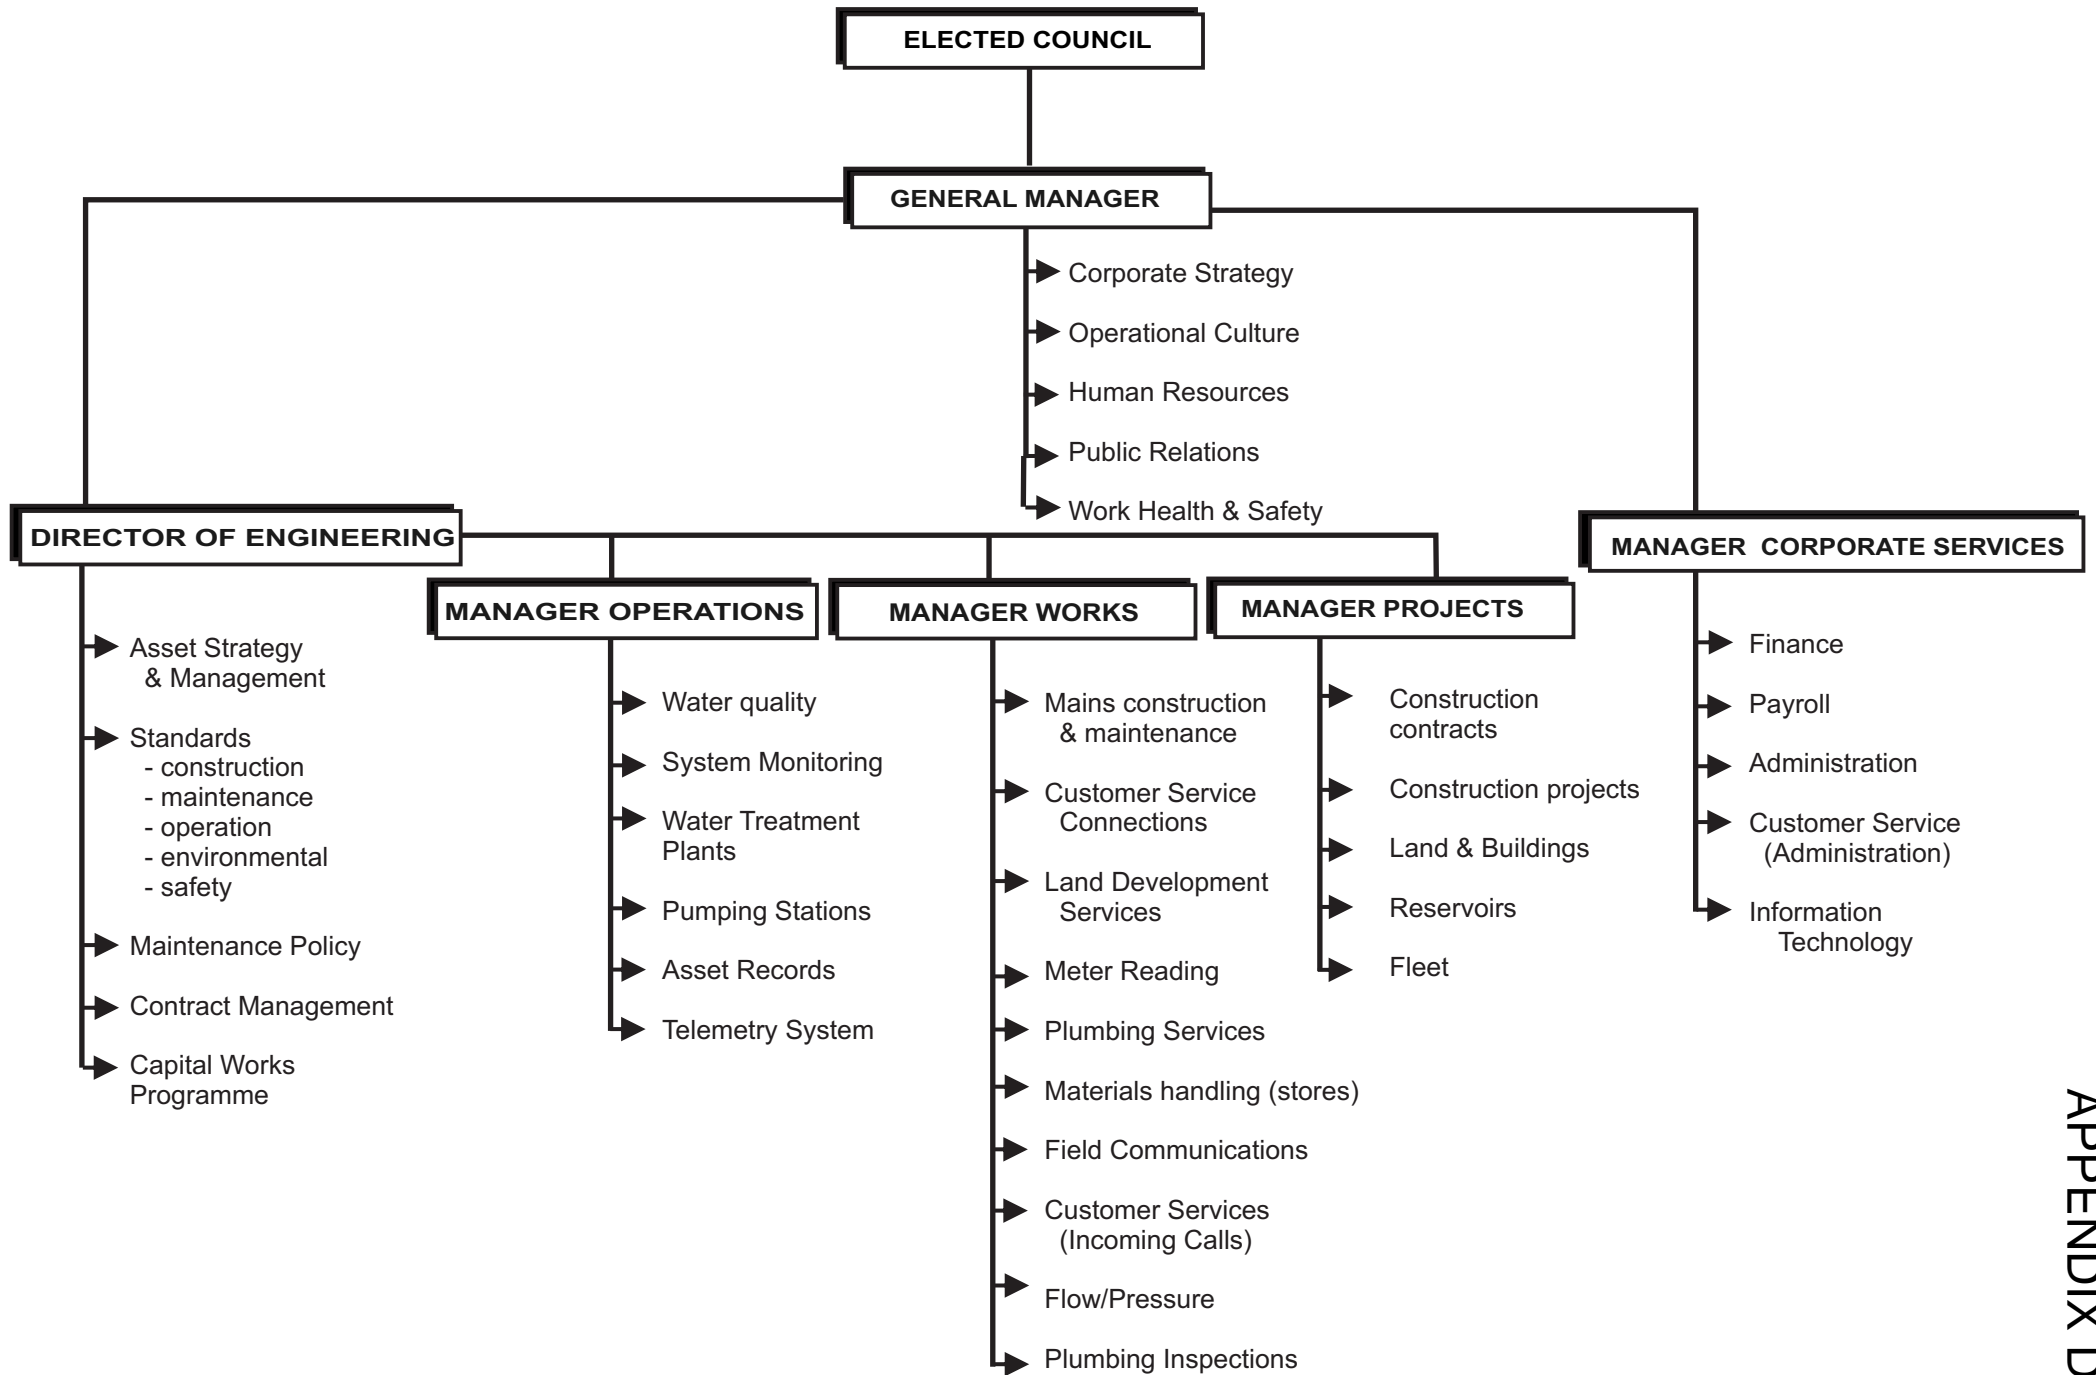 ELECTED COUNCIL
GENERAL MANAGER
Corporate Strategy
Operational Culture
Human Resources
Public Relations
Work Health & Safety
DIRECTOR OF ENGINEERING
Asset Strategy
& Management
Standards
- construction
- maintenance
- operation
- environmental
- safety
Maintenance Policy
Contract Management
Capital Works
Programme
MANAGER OPERATIONS
Water quality
System Monitoring
Water Treatment
Plants
Pumping Stations
Asset Records
Telemetry System
MANAGER WORKS
Mains construction
& maintenance
Customer Service
Connections
Land Development
Services
Meter Reading
Plumbing Services
Materials handling (stores)
Field Communications
Customer Services
(Incoming Calls)
Flow/Pressure
Plumbing Inspections
MANAGER PROJECTS
Construction
contracts
Construction projects
Land & Buildings
Reservoirs
Fleet
MANAGER CORPORATE SERVICES
Finance
Payroll
Administration
Customer Service
(Administration)
Information
Technology
APPENDIX D